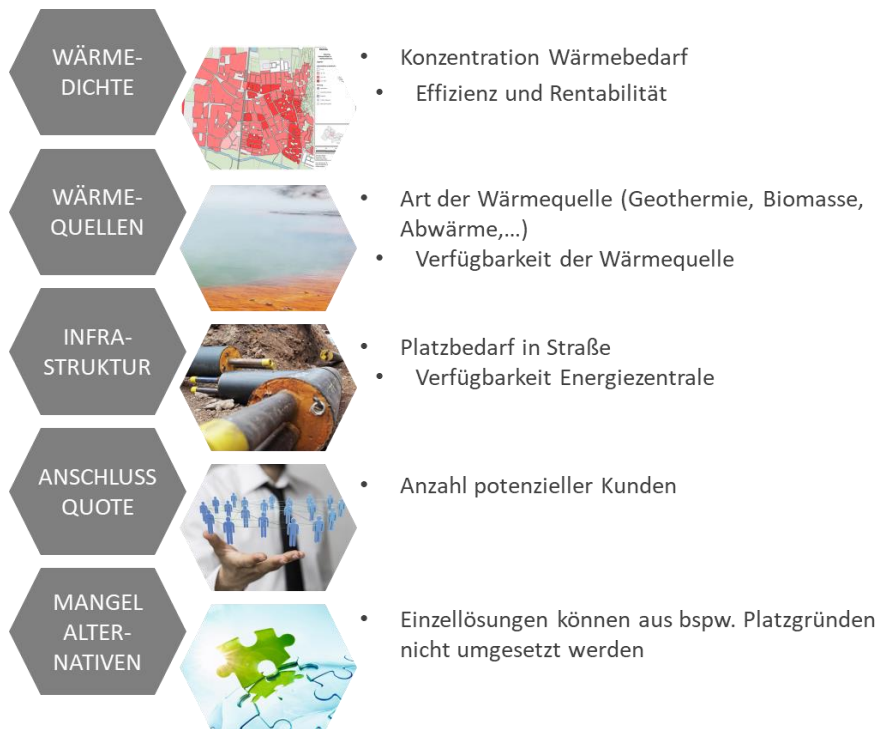 WÄRME-
DICHTE
• Konzentration Wärmebedarf
• Effizienz und Rentabilität
WÄRME-
QUELLEN
• Art der Wärmequelle (Geothermie, Biomasse,
Abwärme,...)
• Verfügbarkeit der Wärmequelle
INFRA-
STRUKTUR
• Platzbedarf in Straße
• Verfügbarkeit Energiezentrale
ANSCHLUSS
QUOTE
• Anzahl potenzieller Kunden
MANGEL
ALTER-
NATIVEN
• Einzellösungen können aus bspw. Platzgründen
nicht umgesetzt werden